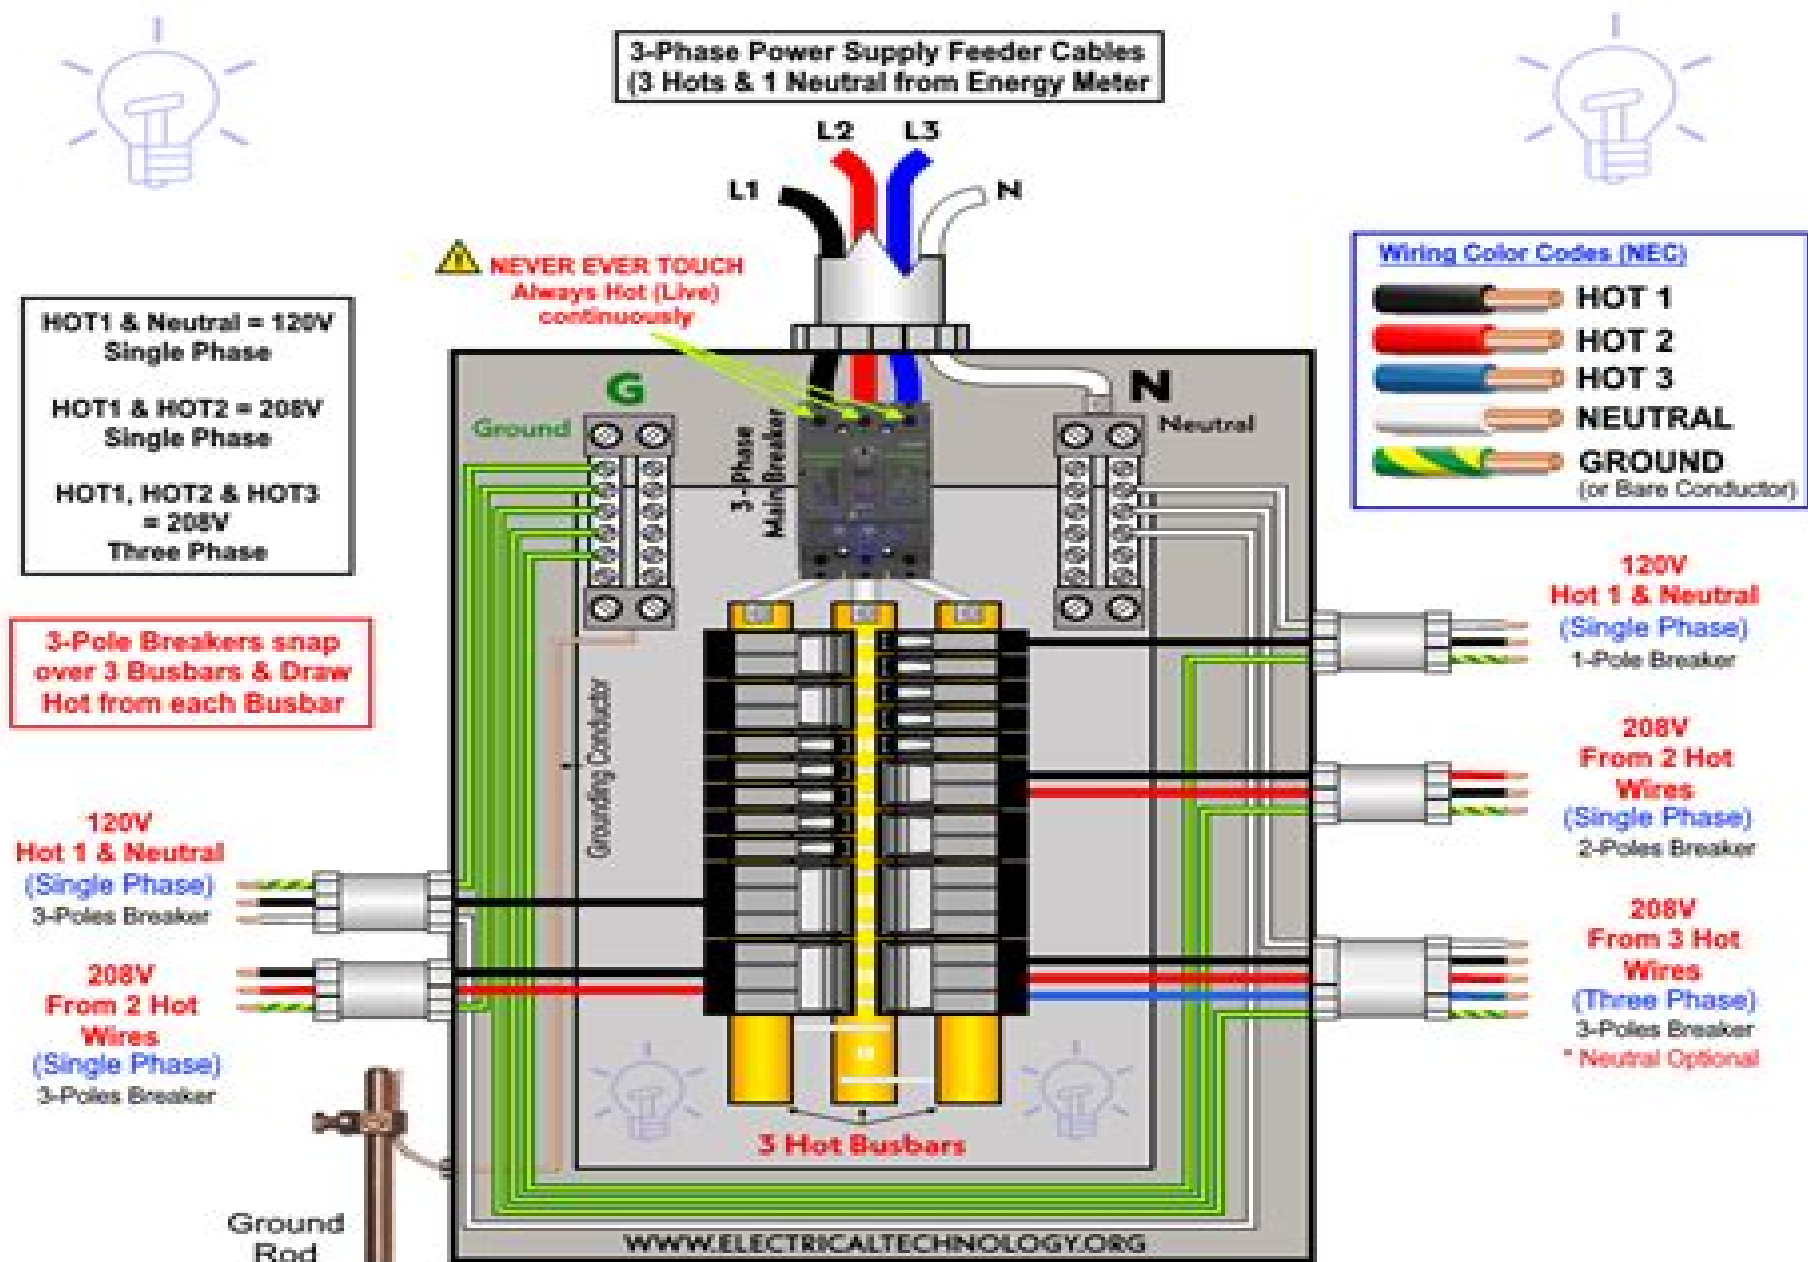 3-Phase Power Supply Feeder Cables
(3 Hots & 1 Neutral from Energy Meter
L2
L3
L1
N
NEVER EVER TOUCH
Always Hot (Live)
continuously
Wiring Color Codes (NEC)
HOT 1
HOT 2
HOT 3
NEUTRAL
GROUND
(or Bare Conductor)
HOT1 & Neutral = 120V
Single Phase
HOT1 & HOT2 = 208V
Single Phase
HOT1, HOT2 & HOT3
= 208V
Three Phase
G
N
Ground
Neutral
3-Phase
Main Breaker
3-Pole Breakers snap
over 3 Busbars & Draw
Hot from each Busbar
Grounding Conductor
120V
Hot 1 & Neutral
(Single Phase)
1-Pole Breaker
208V
From 2 Hot
Wires
(Single Phase)
2-Poles Breaker
120V
Hot 1 & Neutral
(Single Phase)
3-Poles Breaker
208V
From 3 Hot
Wires
(Three Phase)
3-Poles Breaker
* Neutral Optional
208V
From 2 Hot
Wires
(Single Phase)
3-Poles Breaker
3 Hot Busbars
Ground
Rod
WWW.ELECTRICALTECHNOLOGY.ORG